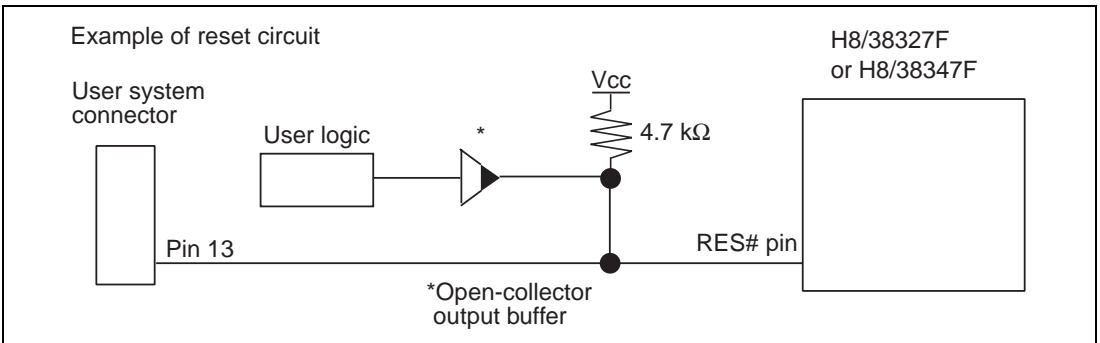 Example of reset circuit
H8/38327F
or H8/38347F
User system
connector
Vcc
User logic
*
4.7 kΩ
Pin 13
RES# pin
*Open-collector
output buffer